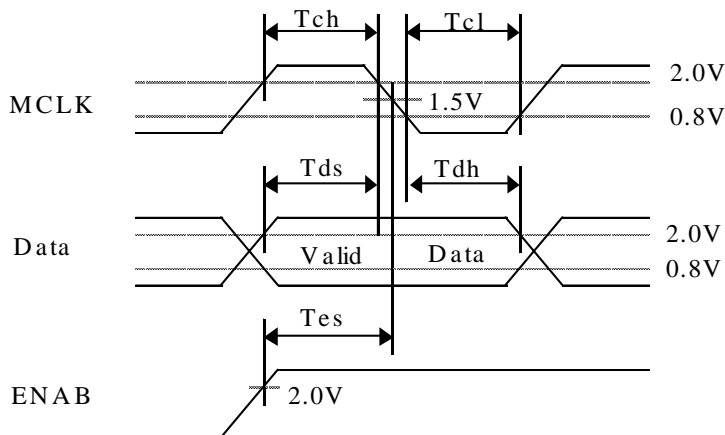 Tch Tcl
2.0V
MCLK 1.5V
0.8V
Tds Tdh
Data 2.0V
Valid Data
0.8V
Tes
ENAB 2.0V